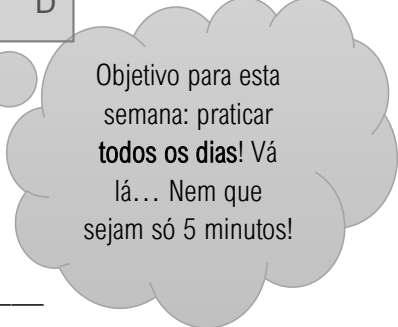 D
Objetivo para esta
semana: praticar
todos os dias! Vá
lá… Nem que
sejam só 5 minutos!